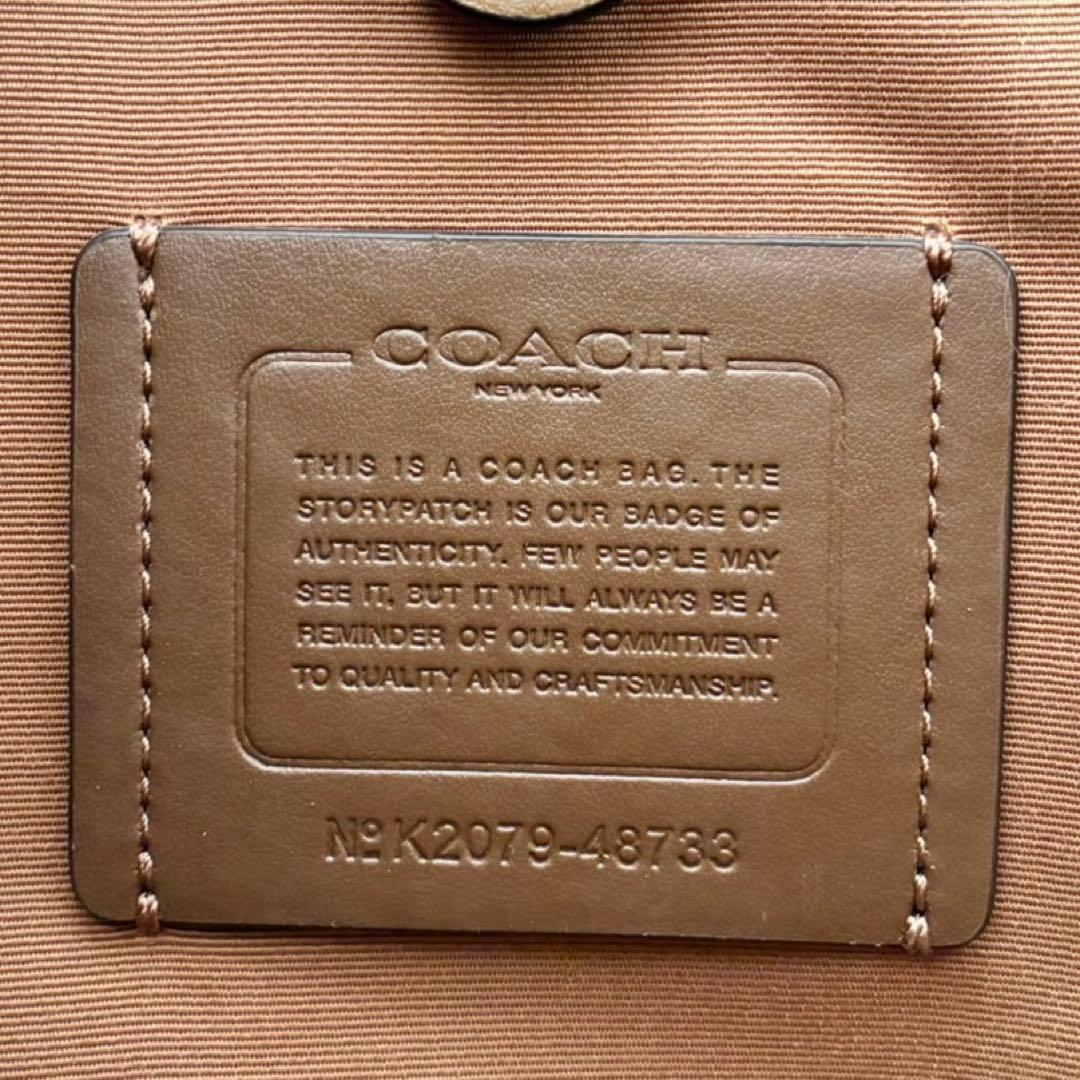 COACH
NEW YORK
THIS IS A COACH BAG. THE
STORYPATCH IS OUR BADGE OF
AUTHENTICITY. FEW PEOPLE MAY
SEE IT, BUT IT WILL ALWAYS BE A
REMINDER OF OUR COMMITMENT
TO QUALITY AND CRAFTSMANSHIP.
Nº K2079-48733